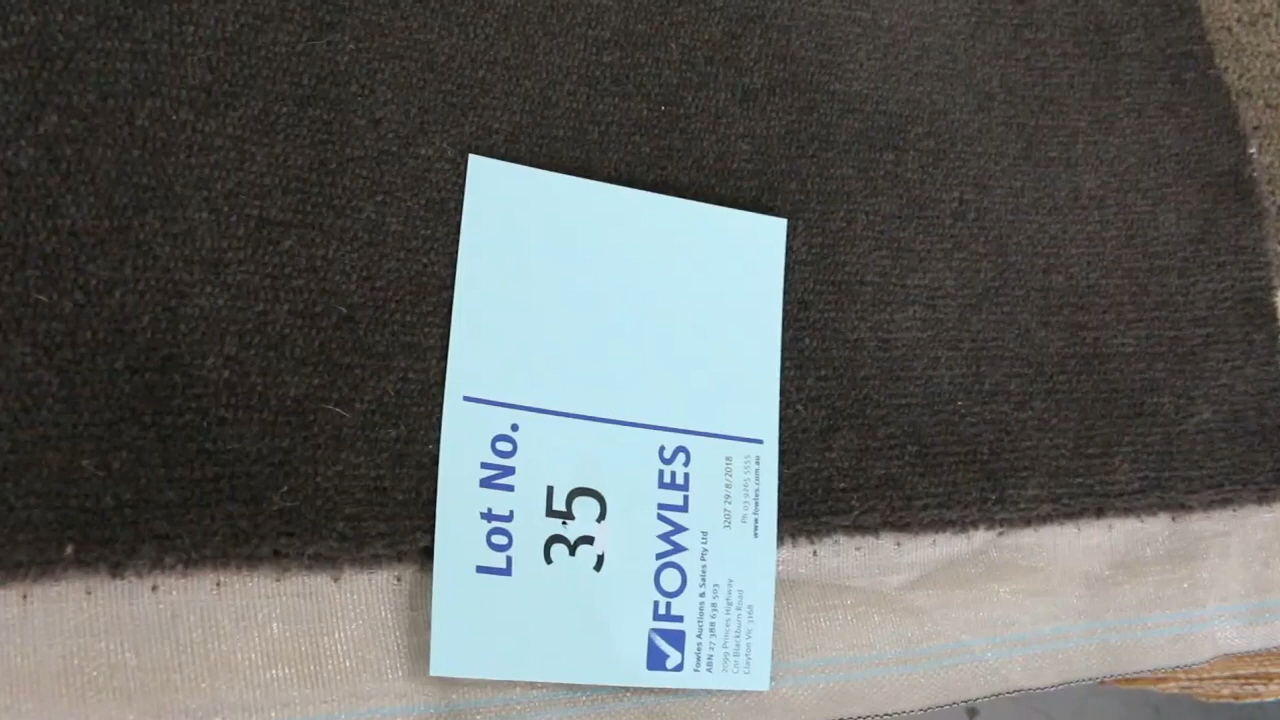 Lot No.
35
FOWLES
Fowles Auctions & Sales Pty Ltd
ABN 27 388 638 503
3207 29/8/2018
2099 Princes Highway
Cnr Blackburn Road
Clayton Vic 3168
Ph 03 9265 5555
www.fowles.com.au